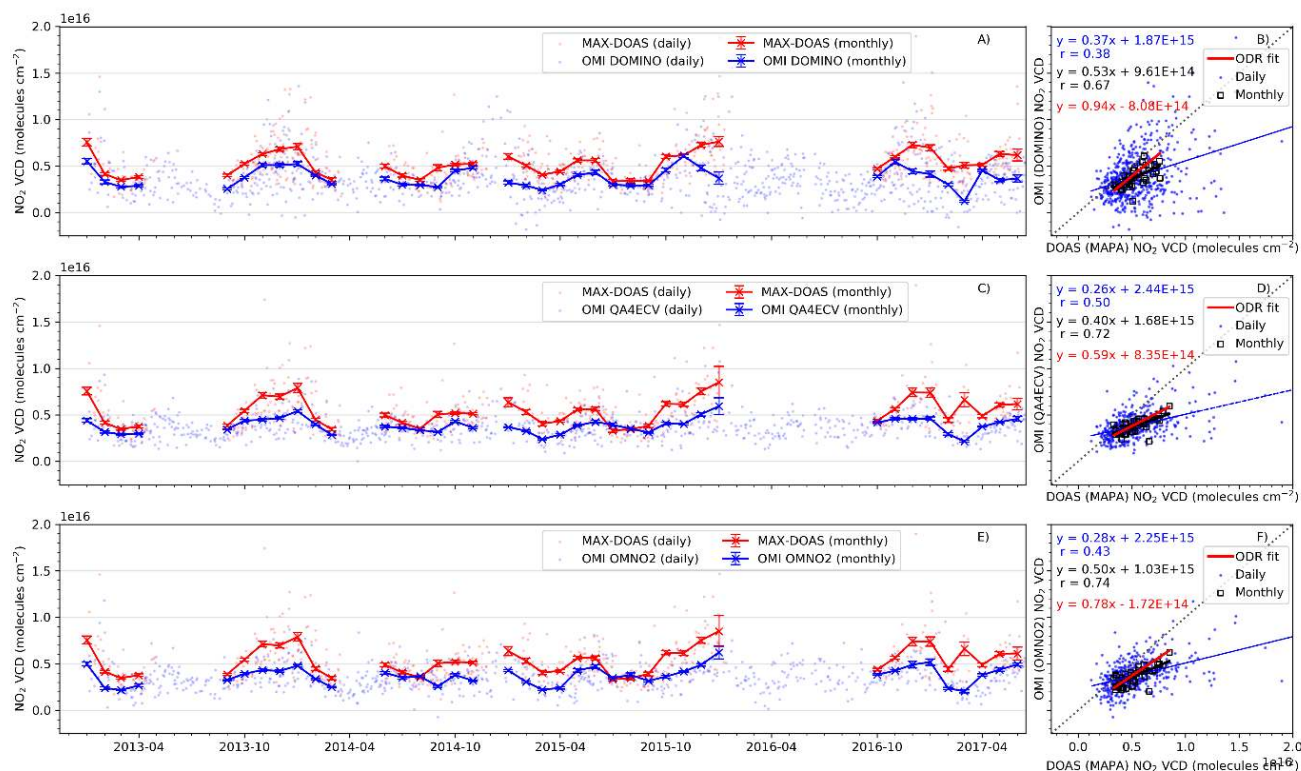 1e16
2.0
1.5
1.0
0.5
0.0
NO₂ VCD (molecules cm⁻²)
MAX-DOAS (daily)
OMI DOMINO (daily)
MAX-DOAS (monthly)
OMI DOMINO (monthly)
A)
y = 0.37x + 1.87E+15
r = 0.38
y = 0.53x + 9.61E+14
r = 0.67
y = 0.94x - 8.08E+14
B)
ODR fit
Daily
Monthly
OMI (DOMINO) NO₂ VCD
DOAS (MAPA) NO₂ VCD (molecules cm⁻²)
1e16
2.0
1.5
1.0
0.5
0.0
NO₂ VCD (molecules cm⁻²)
MAX-DOAS (daily)
OMI QA4ECV (daily)
MAX-DOAS (monthly)
OMI QA4ECV (monthly)
C)
y = 0.26x + 2.44E+15
r = 0.50
y = 0.40x + 1.68E+15
r = 0.72
y = 0.59x + 8.35E+14
D)
ODR fit
Daily
Monthly
OMI (QA4ECV) NO₂ VCD
DOAS (MAPA) NO₂ VCD (molecules cm⁻²)
1e16
2.0
1.5
1.0
0.5
0.0
NO₂ VCD (molecules cm⁻²)
MAX-DOAS (daily)
OMI OMNO2 (daily)
MAX-DOAS (monthly)
OMI OMNO2 (monthly)
E)
2013-04
2013-10
2014-04
2014-10
2015-04
2015-10
2016-04
2016-10
2017-04
y = 0.28x + 2.25E+15
r = 0.43
y = 0.50x + 1.03E+15
r = 0.74
y = 0.78x - 1.72E+14
F)
ODR fit
Daily
Monthly
OMI (OMNO2) NO₂ VCD
0.0
0.5
1.0
1.5
2.0
DOAS (MAPA) NO₂ VCD (molecules cm⁻²)
1e16